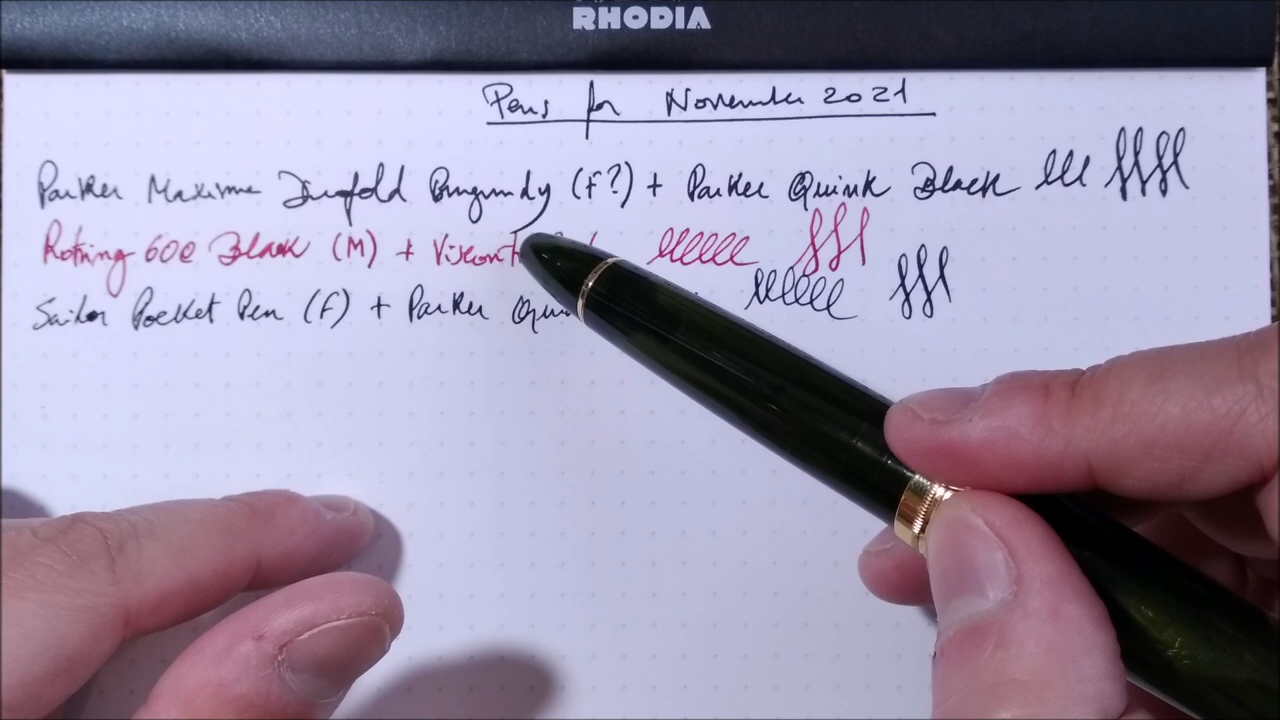 RHODIA
Pens for November 2021
Parker Maxima Duofold Burgundy (F?) + Parker Quink Black
Rotring 600 Black (M) +
Sailor Pocket Pen (F) + Parker